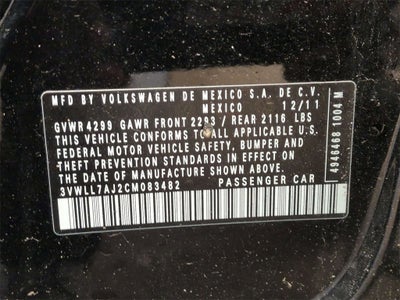 MFD BY VOLKSWAGEN DE MEXICO S.A. DE C.V.
MEXICO 12/11
GVWR 4299 GAWR FRONT 2293 / REAR 2116 LBS
THIS VEHICLE CONFORMS TO ALL APPLICABLE U.S.
FEDERAL MOTOR VEHICLE SAFETY, BUMPER AND
THEFT PREVENTION STANDARDS IN EFFECT ON
THE DATE OF MANUFACTURE SHOWN ABOVE.
3VWLL7AJ2CM083482 PASSENGER CAR
4946468 1004 M